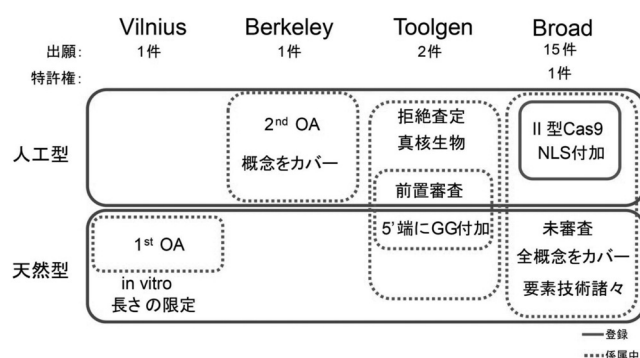 Vilnius Berkeley Toolgen Broad
出願: 1件 1件 2件 15件
特許権: 1件
人工型
2nd OA
概念をカバー
拒絶査定
真核生物
前置審査
5'端にGG付加
II 型Cas9
NLS付加
天然型
1st OA
in vitro
長さの限定
未審査
全概念をカバー
要素技術諸々
登録
係属中